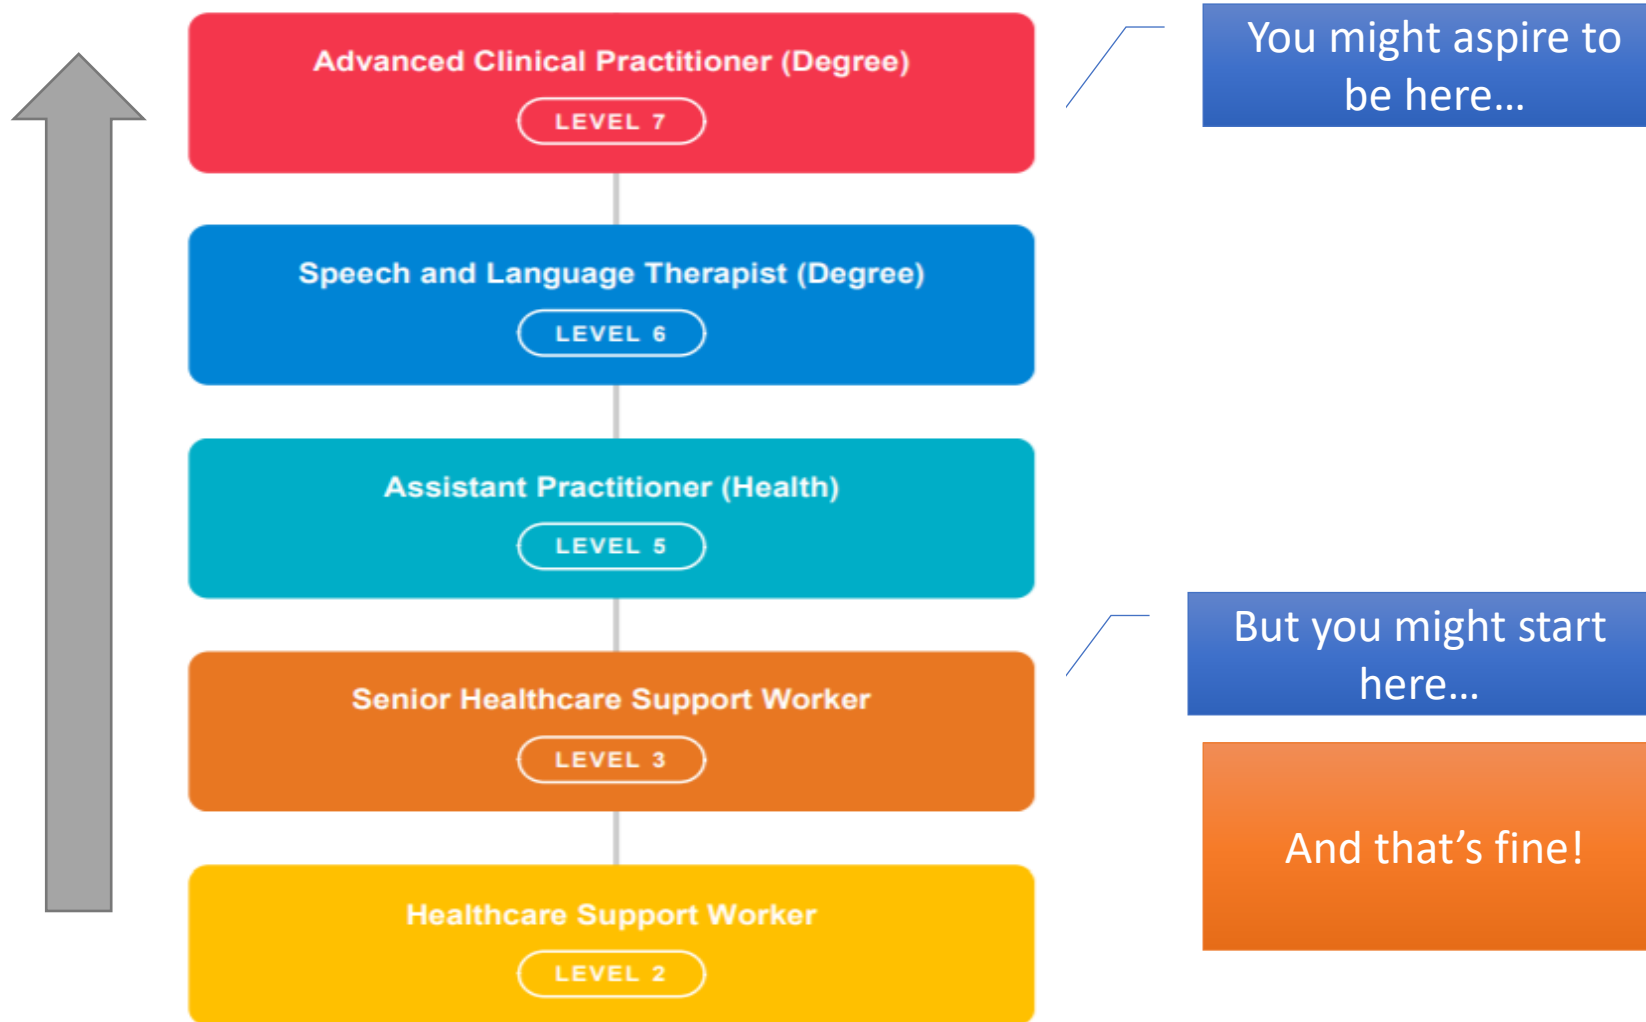 Advanced Clinical Practitioner (Degree)
LEVEL 7
You might aspire to
be here…
Speech and Language Therapist (Degree)
LEVEL 6
Assistant Practitioner (Health)
LEVEL 5
Senior Healthcare Support Worker
LEVEL 3
But you might start
here…
And that’s fine!
Healthcare Support Worker
LEVEL 2